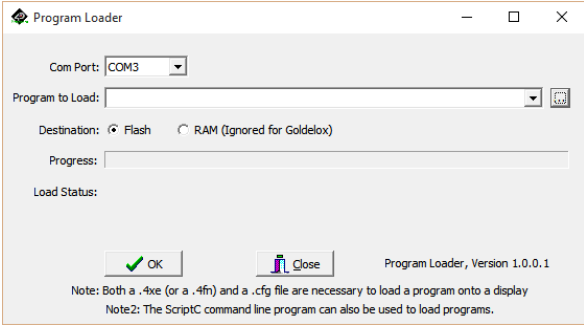 Program Loader
Com Port: COM3
Program to Load:
Destination: Flash RAM (Ignored for Goldelox)
Progress:
Load Status:
OK Close Program Loader, Version 1.0.0.1
Note: Both a .4xe (or a .4fn) and a .cfg file are necessary to load a program onto a display
Note2: The ScriptC command line program can also be used to load programs.